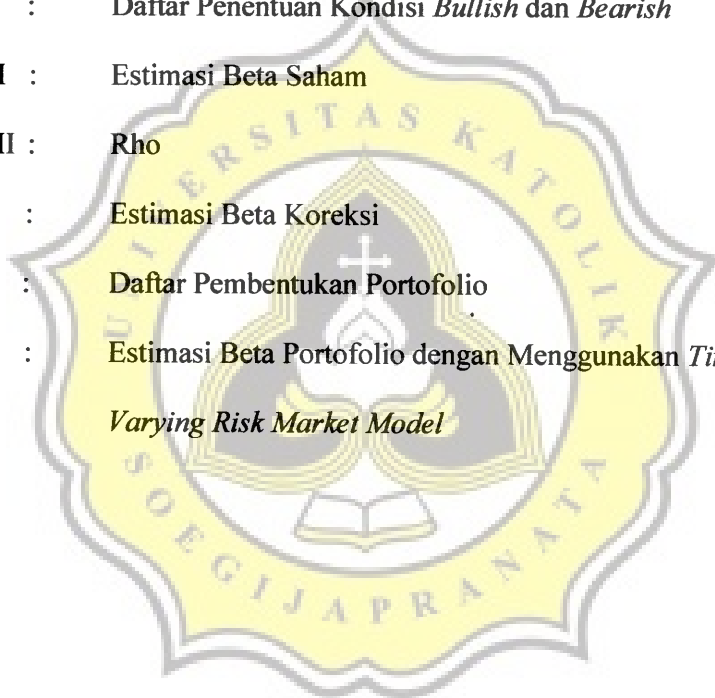 : Daftar Penentuan Kondisi Bullish dan Bearish
I : Estimasi Beta Saham
II : Rho
: Estimasi Beta Koreksi
: Daftar Pembentukan Portofolio
: Estimasi Beta Portofolio dengan Menggunakan
Varying Risk Market Model
UNIVERSITAS KATOLIK
SOEGIJAPRANATA